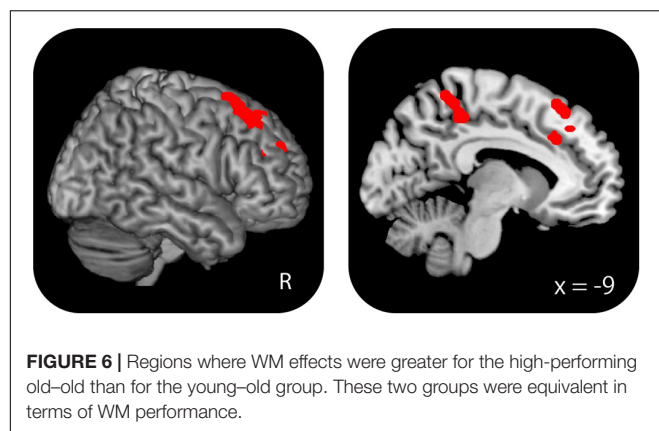 R
x = -9
FIGURE 6 | Regions where WM effects were greater for the high-performing
old–old than for the young–old group. These two groups were equivalent in
terms of WM performance.